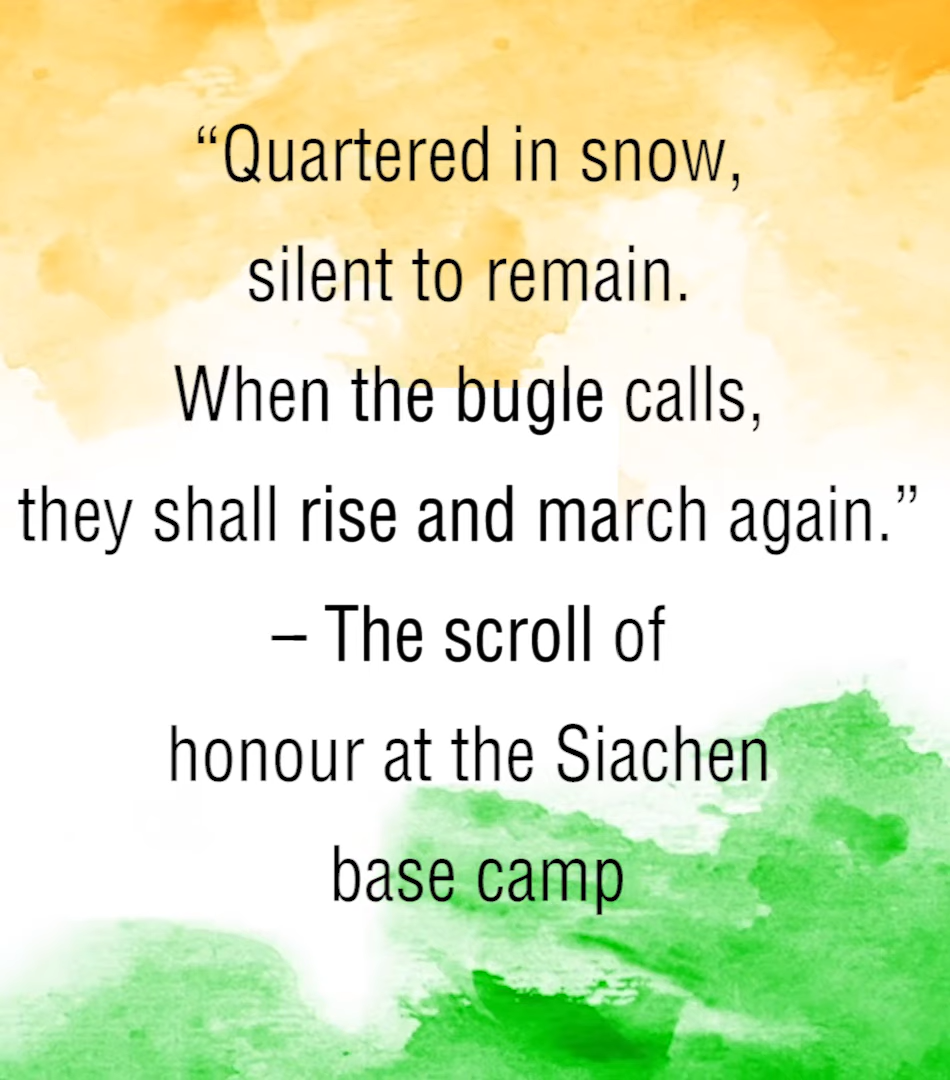 “Quartered in snow,
silent to remain.
When the bugle calls,
they shall rise and march again.”
– The scroll of
honour at the Siachen
base camp